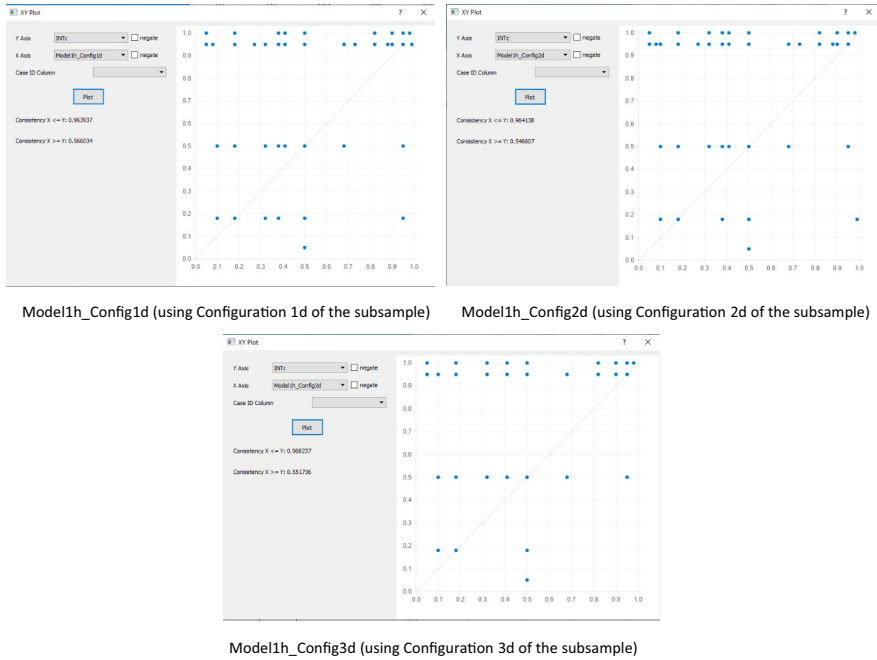 XY Plot ? ×
Y Axis INTc negate
X Axis Model1h_Config1d negate
Case ID Column
Plot
Consistency X <= Y: 0.963937
Consistency X >= Y: 0.566034
1.0
0.9
0.8
0.7
0.6
0.5
0.4
0.3
0.2
0.1
0.0
0.0 0.1 0.2 0.3 0.4 0.5 0.6 0.7 0.8 0.9 1.0
XY Plot ? ×
Y Axis INTc negate
X Axis Model1h_Config2d negate
Case ID Column
Plot
Consistency X <= Y: 0.964138
Consistency X >= Y: 0.546607
1.0
0.9
0.8
0.7
0.6
0.5
0.4
0.3
0.2
0.1
0.0
0.0 0.1 0.2 0.3 0.4 0.5 0.6 0.7 0.8 0.9 1.0
Model1h_Config1d (using Configuration 1d of the subsample)
Model1h_Config2d (using Configuration 2d of the subsample)
XY Plot ? ×
Y Axis INTc negate
X Axis Model1h_Config3d negate
Case ID Column
Plot
Consistency X <= Y: 0.968237
Consistency X >= Y: 0.551736
1.0
0.9
0.8
0.7
0.6
0.5
0.4
0.3
0.2
0.1
0.0
0.0 0.1 0.2 0.3 0.4 0.5 0.6 0.7 0.8 0.9 1.0
Model1h_Config3d (using Configuration 3d of the subsample)